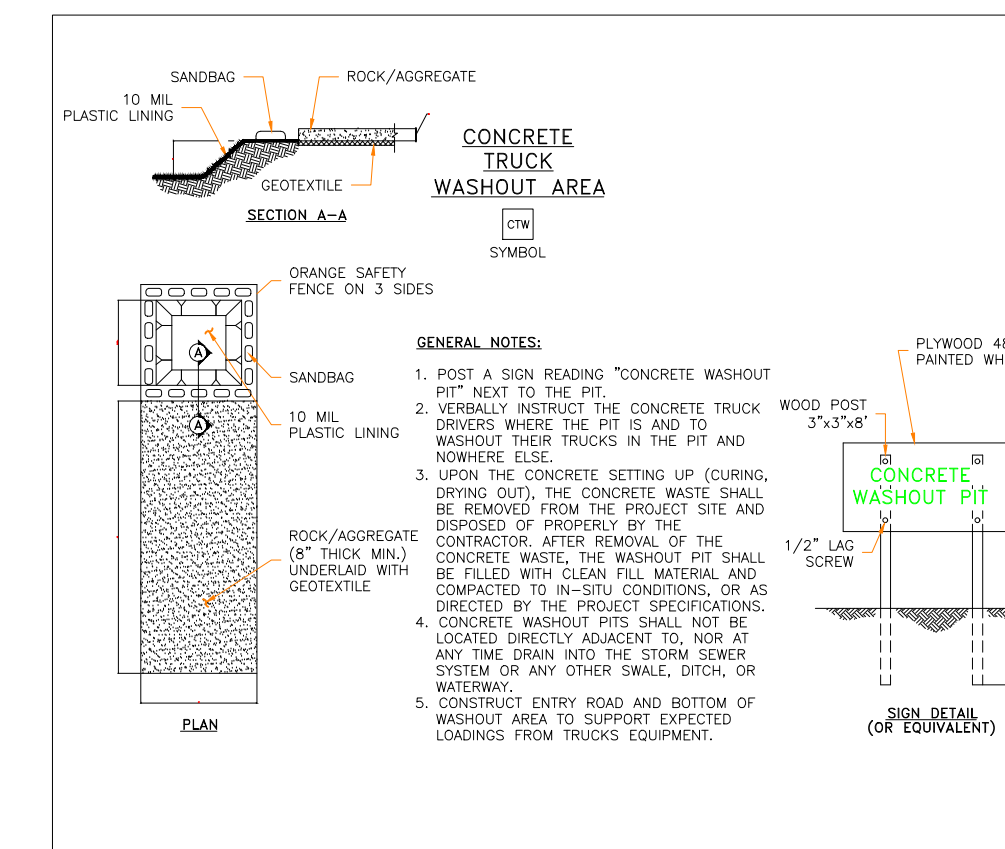 SANDBAG
ROCK/AGGREGATE
10 MIL
PLASTIC LINING
GEOTEXTILE
SECTION A-A
CONCRETE
TRUCK
WASHOUT AREA
CTW
SYMBOL
ORANGE SAFETY
FENCE ON 3 SIDES
A
SANDBAG
A
10 MIL
PLASTIC LINING
ROCK/AGGREGATE
(8" THICK MIN.)
UNDERLAID WITH
GEOTEXTILE
PLAN
GENERAL NOTES:
1. POST A SIGN READING "CONCRETE WASHOUT
PIT" NEXT TO THE PIT.
2. VERBALLY INSTRUCT THE CONCRETE TRUCK
DRIVERS WHERE THE PIT IS AND TO
WASHOUT THEIR TRUCKS IN THE PIT AND
NOWHERE ELSE.
3. UPON THE CONCRETE SETTING UP (CURING,
DRYING OUT), THE CONCRETE WASTE SHALL
BE REMOVED FROM THE PROJECT SITE AND
DISPOSED OF PROPERLY BY THE
CONTRACTOR. AFTER REMOVAL OF THE
CONCRETE WASTE, THE WASHOUT PIT SHALL
BE FILLED WITH CLEAN FILL MATERIAL AND
COMPACTED TO IN-SITU CONDITIONS, OR AS
DIRECTED BY THE PROJECT SPECIFICATIONS.
4. CONCRETE WASHOUT PITS SHALL NOT BE
LOCATED DIRECTLY ADJACENT TO, NOR AT
ANY TIME DRAIN INTO THE STORM SEWER
SYSTEM OR ANY OTHER SWALE, DITCH, OR
WATERWAY.
5. CONSTRUCT ENTRY ROAD AND BOTTOM OF
WASHOUT AREA TO SUPPORT EXPECTED
LOADINGS FROM TRUCKS EQUIPMENT.
PLYWOOD 48
PAINTED WH
WOOD POST
3"x3"x8'
CONCRETE
WASHOUT PIT
1/2" LAG
SCREW
SIGN DETAIL
(OR EQUIVALENT)